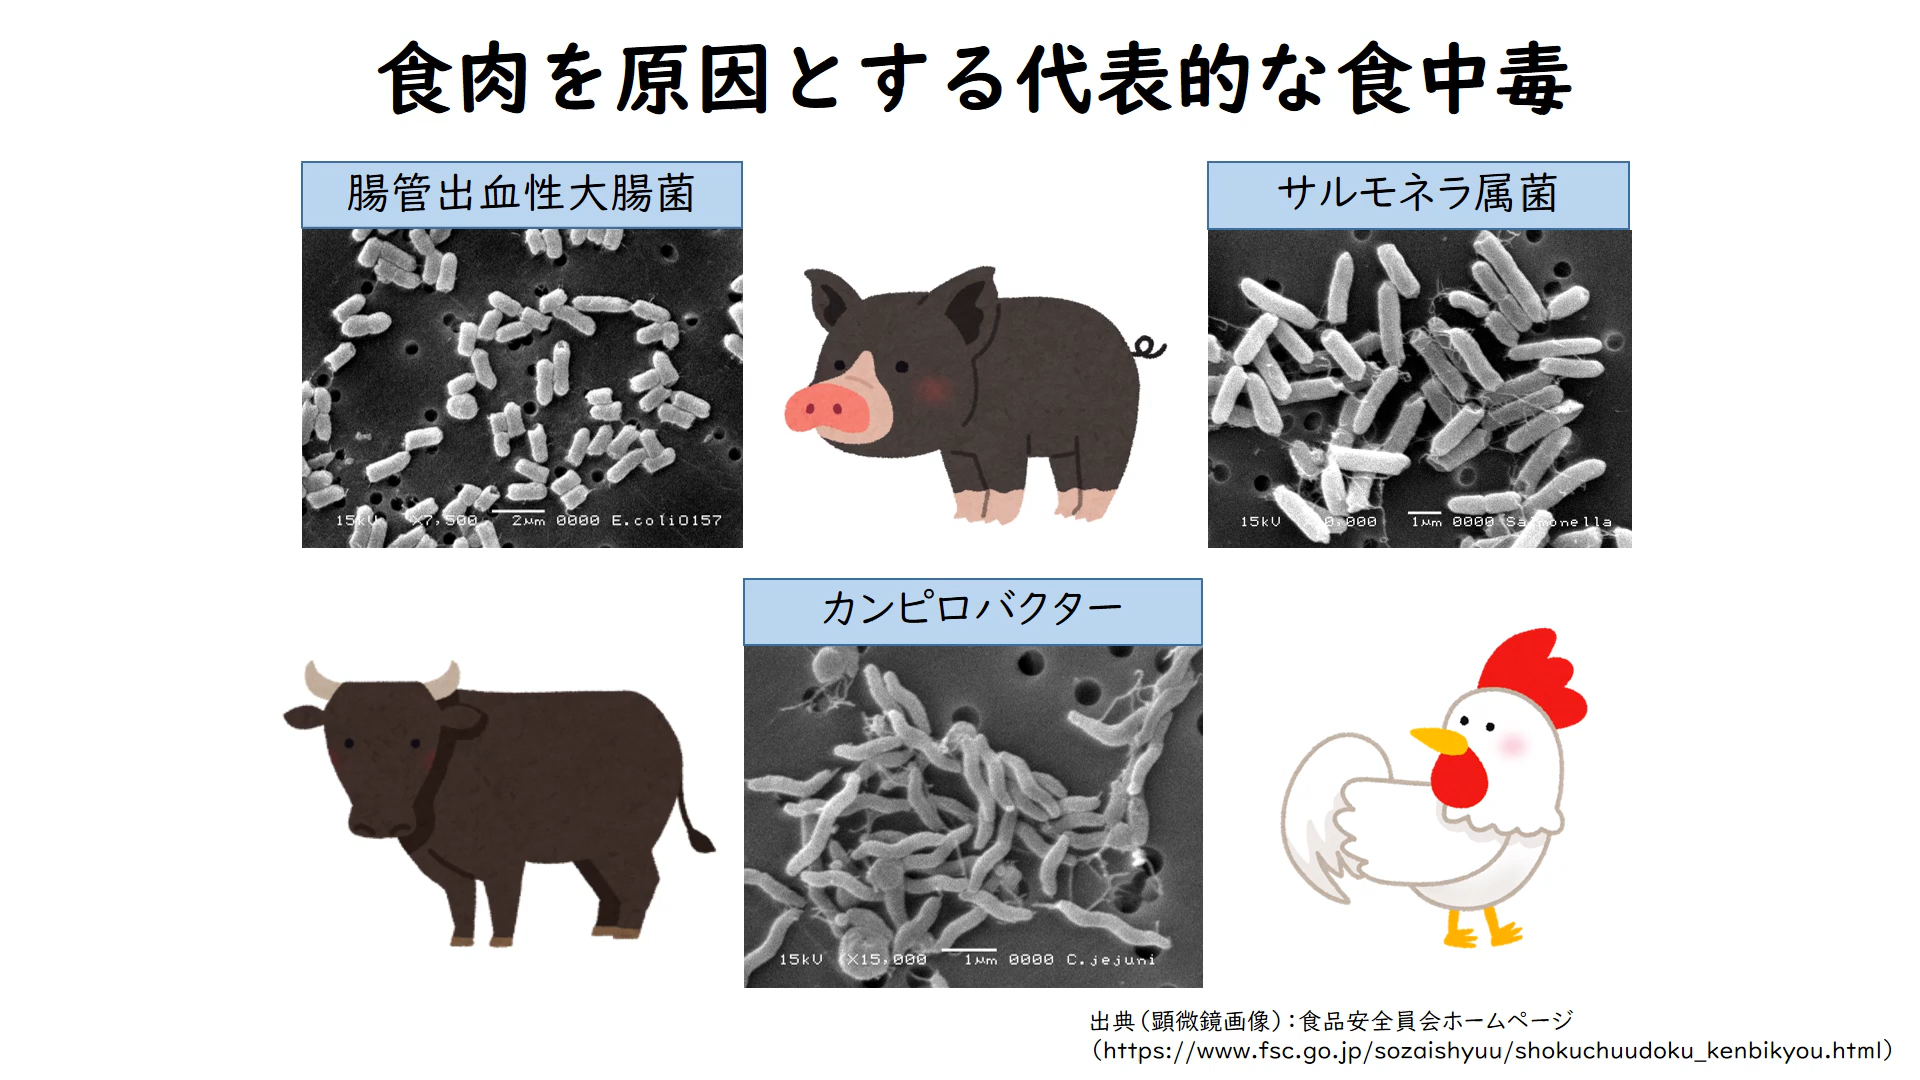 食肉を原因とする代表的な食中毒
腸管出血性大腸菌
サルモネラ属菌
15kV X7,500 2μm 0000 E.coliO157
15kV 0,000 1μm 0000 Salmonella
カンピロバクター
15kV X15,000 1μm 0000 C.jejuni
出典(顕微鏡画像):食品安全員会ホームページ
(https://www.fsc.go.jp/sozaishyuu/shokuchuudoku_kenbikyou.html)